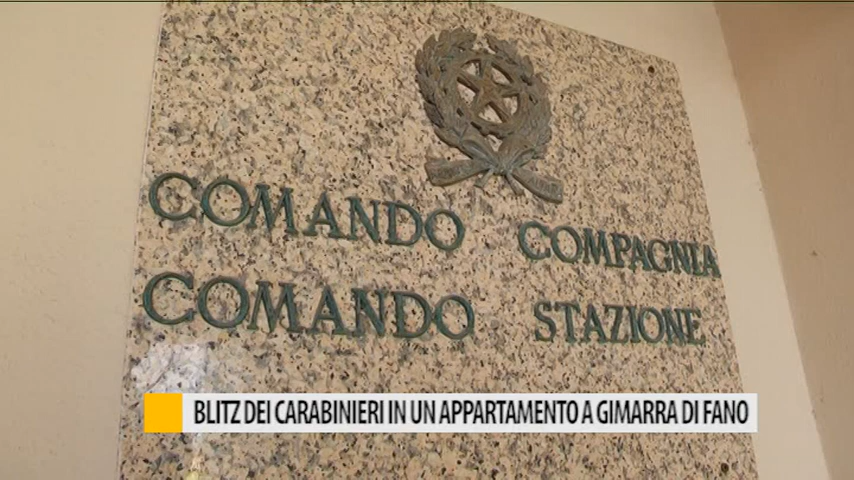 COMANDO COMPAGNIA
COMANDO STAZIONE
BLITZ DEI CARABINIERI IN UN APPARTAMENTO A GIMARRA DI FANO